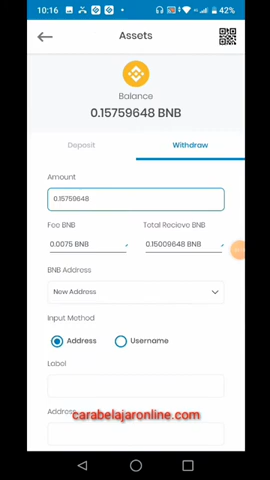 10:16
42%
Assets
Balance
0.15759648 BNB
Deposit Withdraw
Amount
0.15759648
Fee BNB Total Recieve BNB
0.0075 BNB 0.15009648 BNB
BNB Address
New Address
Input Method
Address Username
Label
Address
carabelajaronline.com